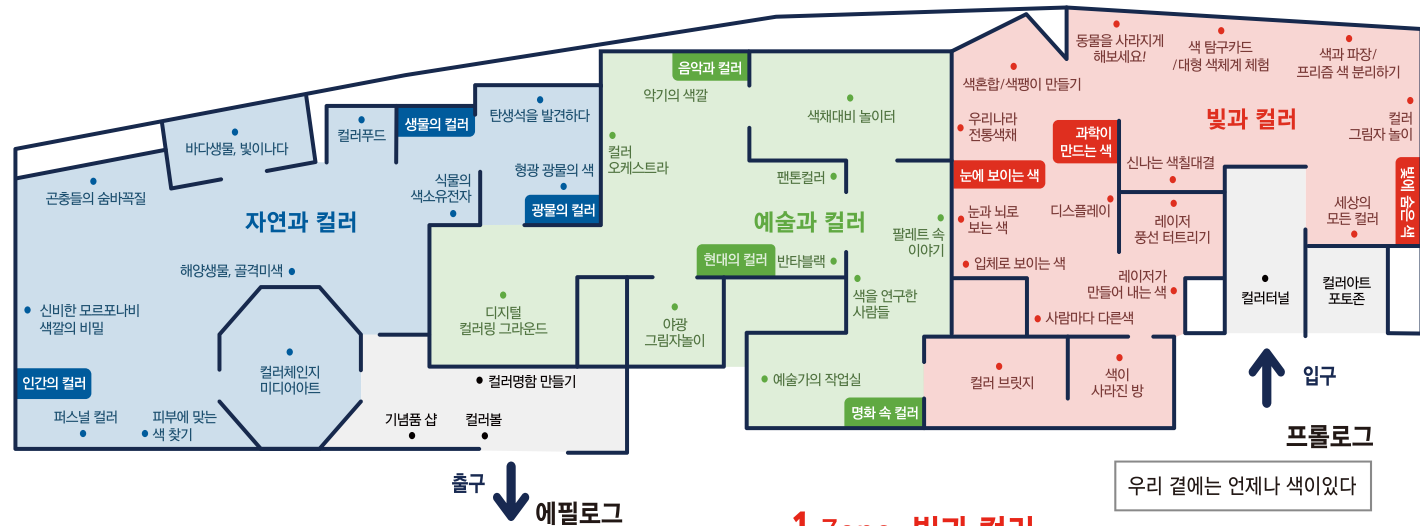 음악과 컬러
악기의 색깔
색채대비 놀이터
컬러
오케스트라
팬톤컬러
예술과 컬러
팔레트 속
이야기
현대의 컬러
반타블랙
색을 연구한
사람들
디지털
컬러링 그라운드
야광
그림자놀이
예술가의 작업실
명화 속 컬러
동물을 사라지게
해보세요!
색 탐구카드
/대형 색체계 체험
색과 파장/
프리즘 색 분리하기
색혼합/색팽이 만들기
우리나라
전통색채
과학이
만드는 색
빛과 컬러
컬러
그림자 놀이
신나는 색칠대결
눈에 보이는 색
빛에 숨은 색
눈과 뇌로
보는 색
디스플레이
레이저
풍선 터트리기
세상의
모든 컬러
입체로 보이는 색
레이저가
만들어 내는 색
사람마다 다른색
컬러 브릿지
색이
사라진 방
컬러터널
컬러아트
포토존
바다생물, 빛이나다
컬러푸드
생물의 컬러
탄생석을 발견하다
곤충들의 숨바꼭질
식물의
색소유전자
형광 광물의 색
광물의 컬러
자연과 컬러
해양생물, 골격미색
신비한 모르포나비
색깔의 비밀
컬러체인지
미디어아트
인간의 컬러
퍼스널 컬러
피부에 맞는
색 찾기
컬러명함 만들기
기념품 샵
컬러볼
입구
프롤로그
우리 곁에는 언제나 색이있다
출구
에필로그
1 Zone 빛과 컬러